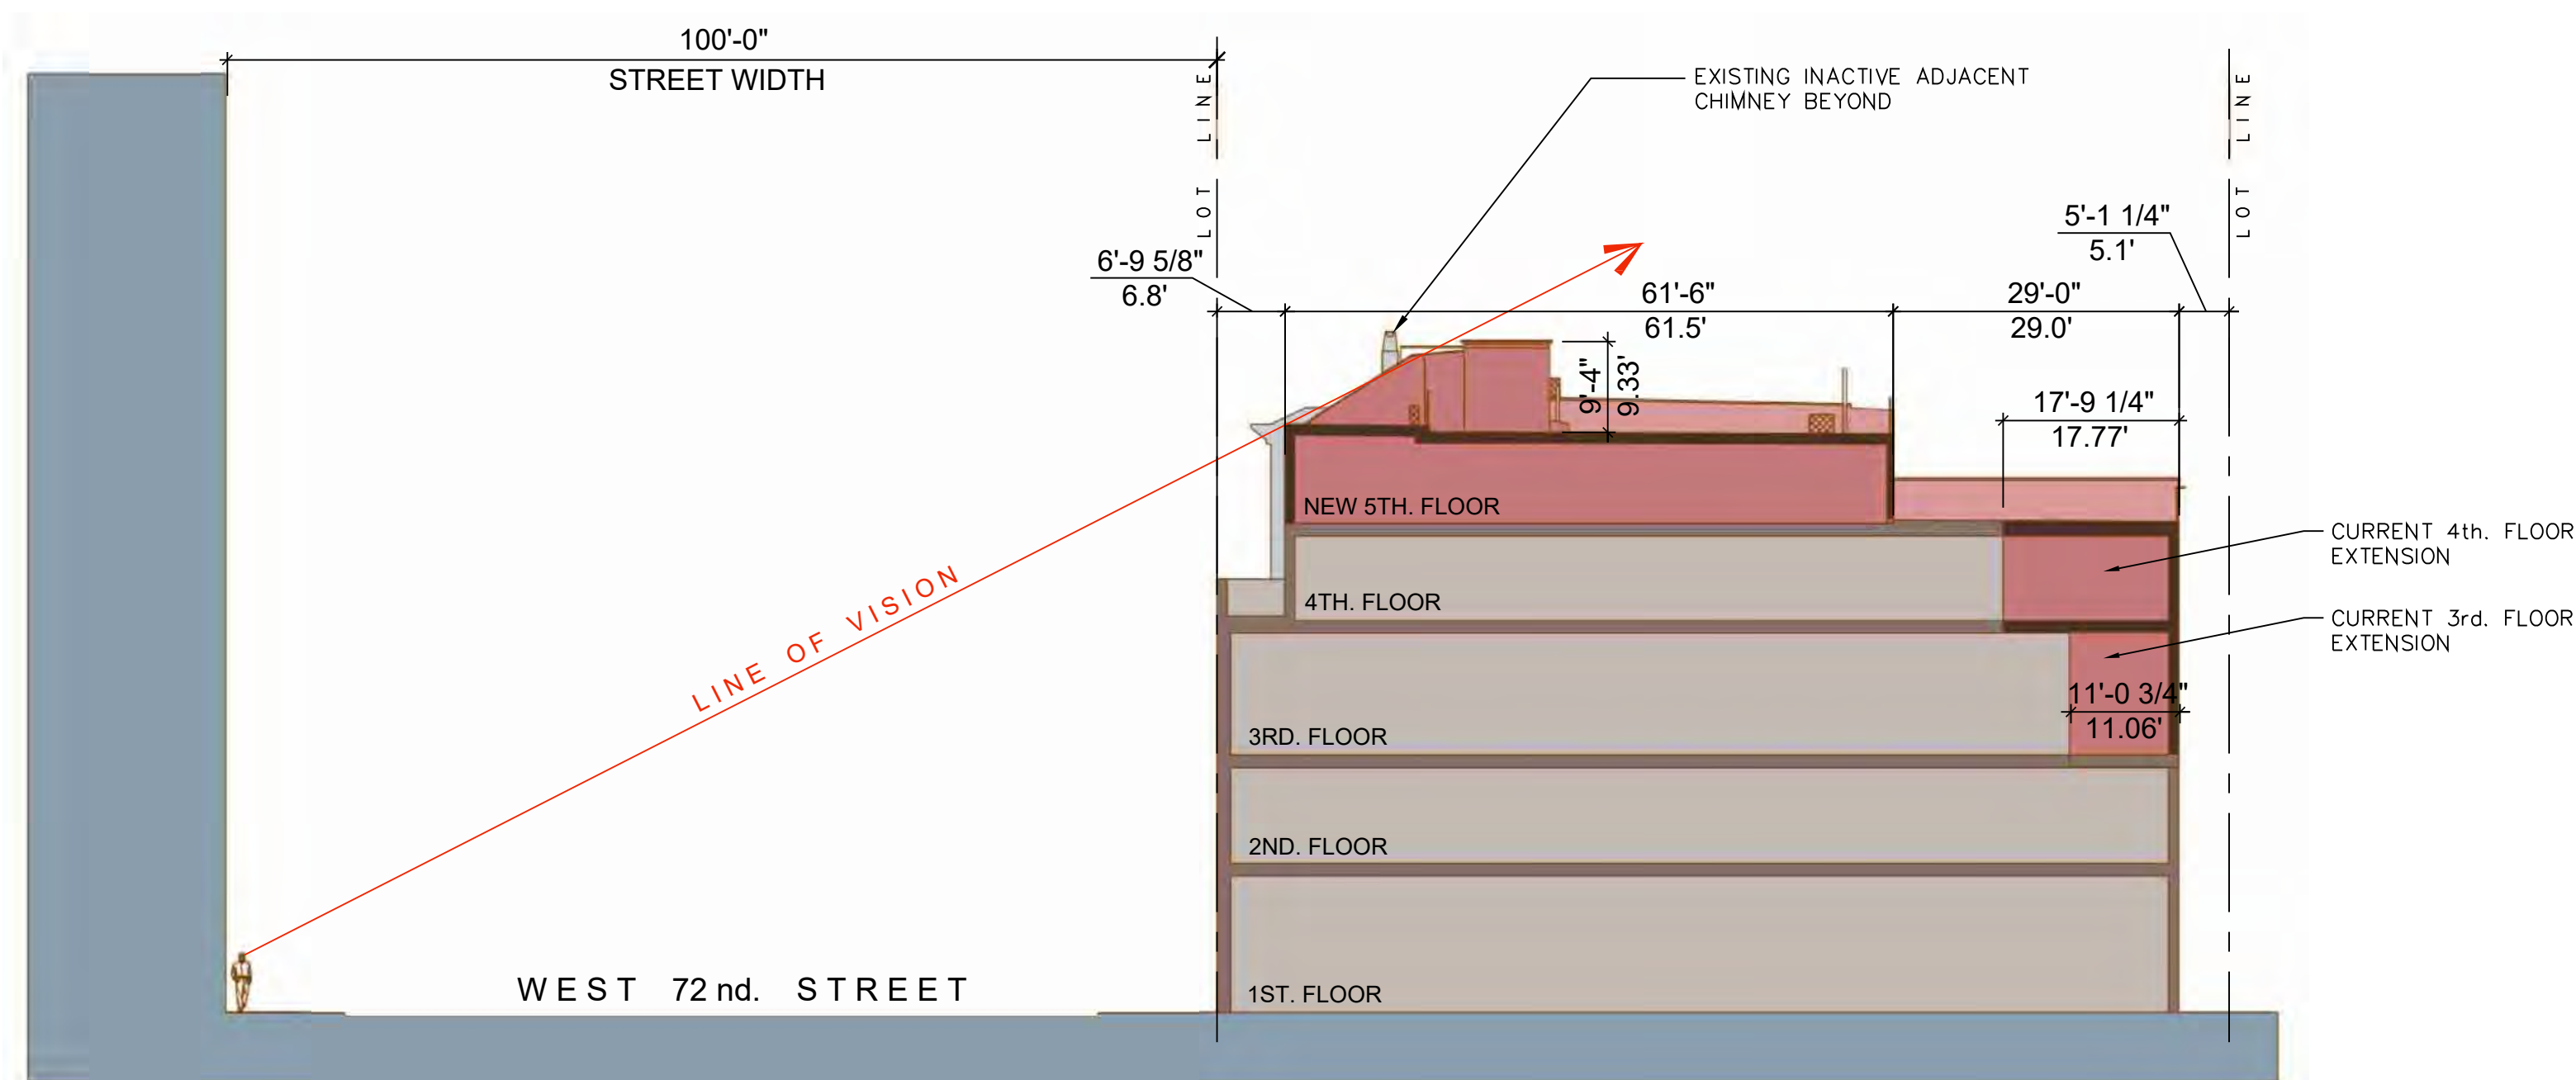 100'-0"
STREET WIDTH
LOT LINE
EXISTING INACTIVE ADJACENT
CHIMNEY BEYOND
LOT LINE
5'-1 1/4"
5.1'
6'-9 5/8"
6.8'
61'-6"
61.5'
29'-0"
29.0'
9'-4"
9.33'
17'-9 1/4"
17.77'
NEW 5TH. FLOOR
CURRENT 4th. FLOOR
EXTENSION
LINE OF VISION
4TH. FLOOR
CURRENT 3rd. FLOOR
EXTENSION
11'-0 3/4"
11.06'
3RD. FLOOR
2ND. FLOOR
WEST 72 nd. STREET
1ST. FLOOR